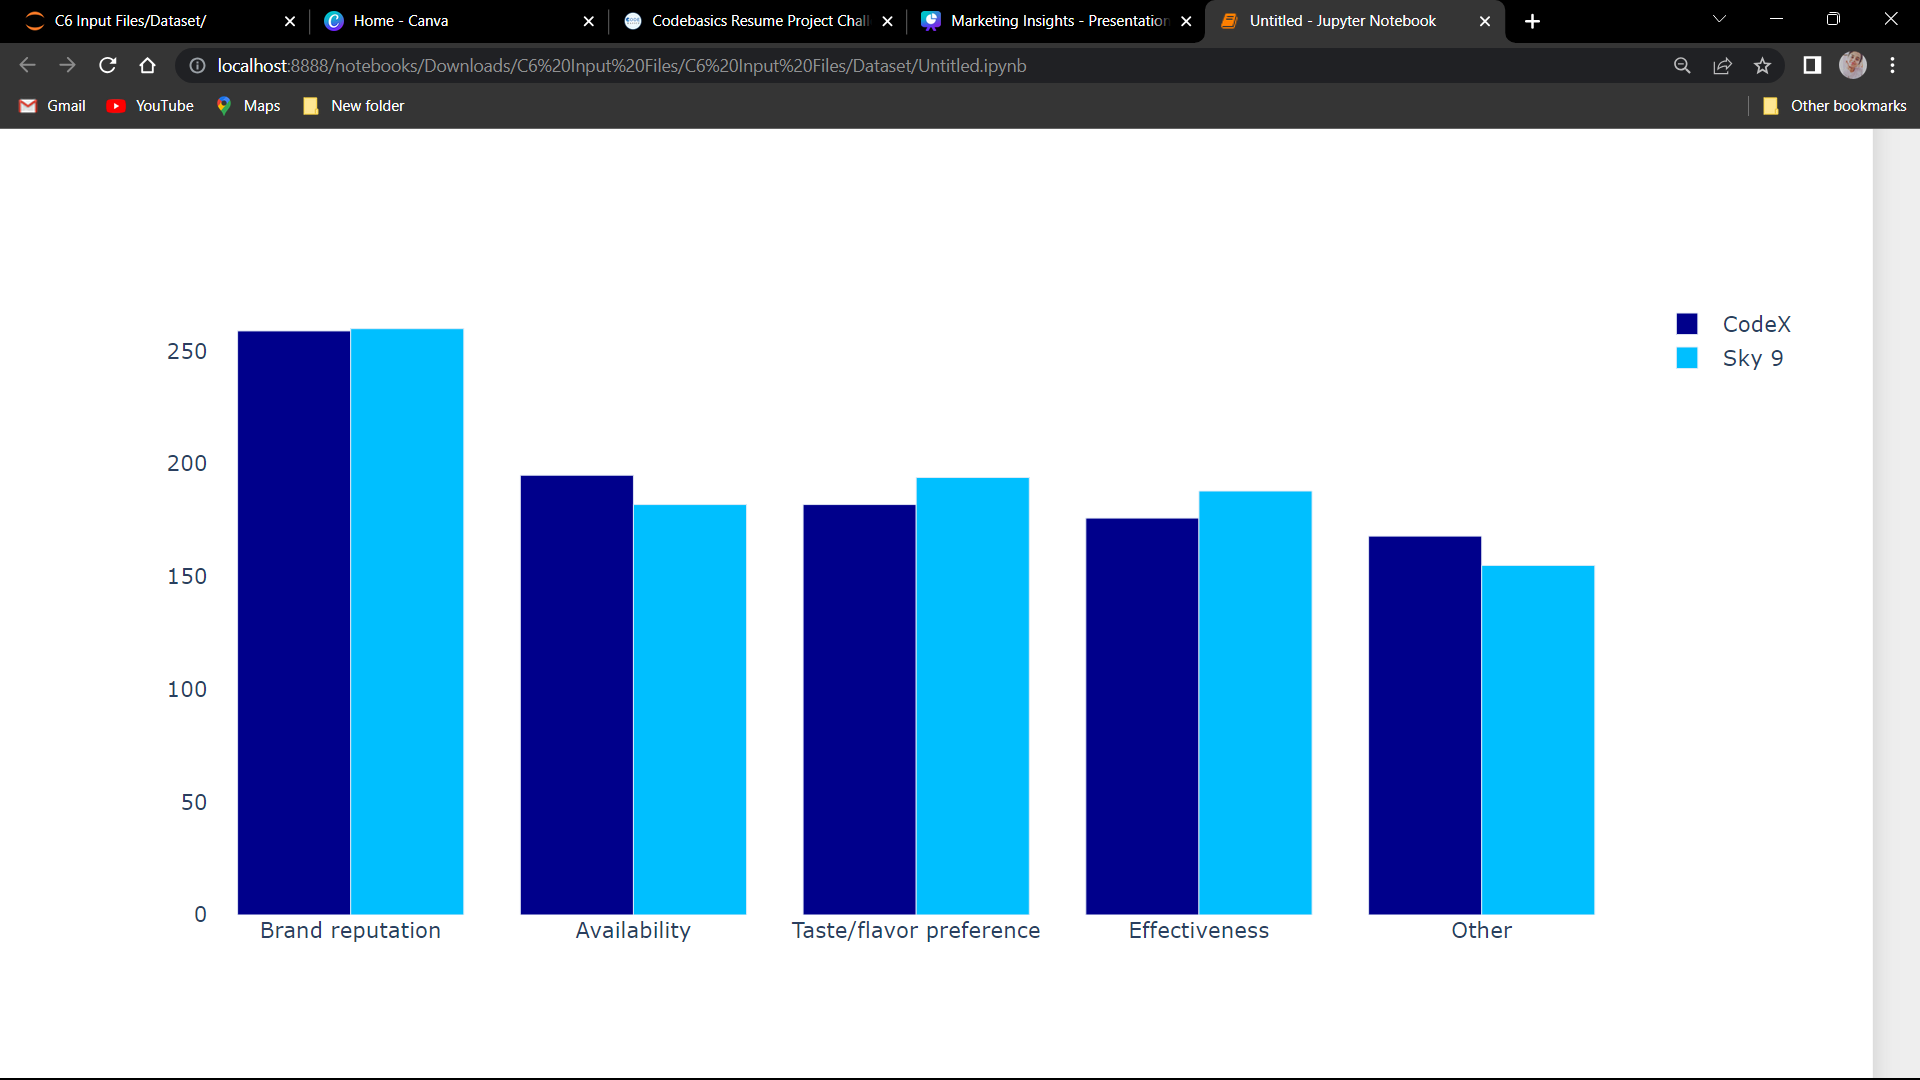 C6 Input Files/Dataset/
Home - Canva
Codebasics Resume Project Chal
Marketing Insights - Presentation
Untitled - Jupyter Notebook
localhost:8888/notebooks/Downloads/C6%20Input%20Files/C6%20Input%20Files/Dataset/Untitled.ipynb
Gmail
YouTube
Maps
New folder
Other bookmarks
CodeX
Sky 9
250
200
150
100
50
0
Brand reputation
Availability
Taste/flavor preference
Effectiveness
Other